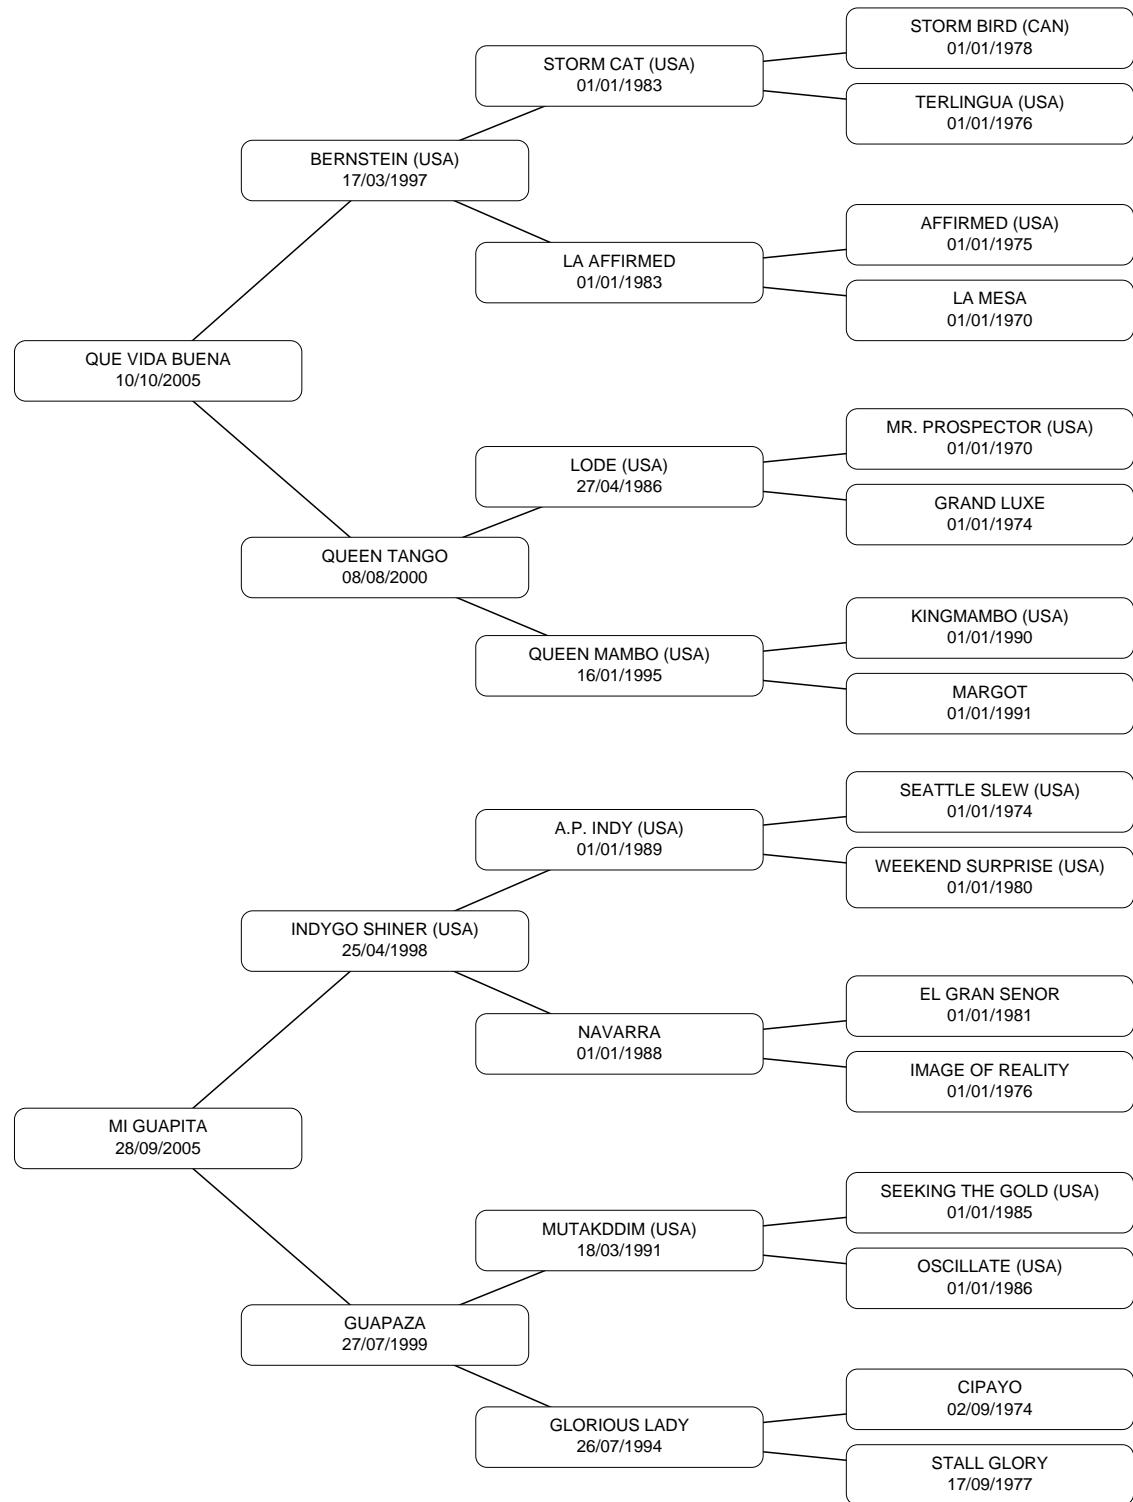 STORM BIRD (CAN)
01/01/1978
STORM CAT (USA)
01/01/1983
TERLINGUA (USA)
01/01/1976
BERNSTEIN (USA)
17/03/1997
AFFIRMED (USA)
01/01/1975
LA AFFIRMED
01/01/1983
LA MESA
01/01/1970
QUE VIDA BUENA
10/10/2005
MR. PROSPECTOR (USA)
01/01/1970
LODE (USA)
27/04/1986
GRAND LUXE
01/01/1974
QUEEN TANGO
08/08/2000
KINGMAMBO (USA)
01/01/1990
QUEEN MAMBO (USA)
16/01/1995
MARGOT
01/01/1991
SEATTLE SLEW (USA)
01/01/1974
A.P. INDY (USA)
01/01/1989
WEEKEND SURPRISE (USA)
01/01/1980
INDYGO SHINER (USA)
25/04/1998
EL GRAN SENOR
01/01/1981
NAVARRA
01/01/1988
IMAGE OF REALITY
01/01/1976
MI GUAPITA
28/09/2005
SEEKING THE GOLD (USA)
01/01/1985
MUTAKDDIM (USA)
18/03/1991
OSCILLATE (USA)
01/01/1986
GUAPAZA
27/07/1999
CIPAYO
02/09/1974
GLORIOUS LADY
26/07/1994
STALL GLORY
17/09/1977